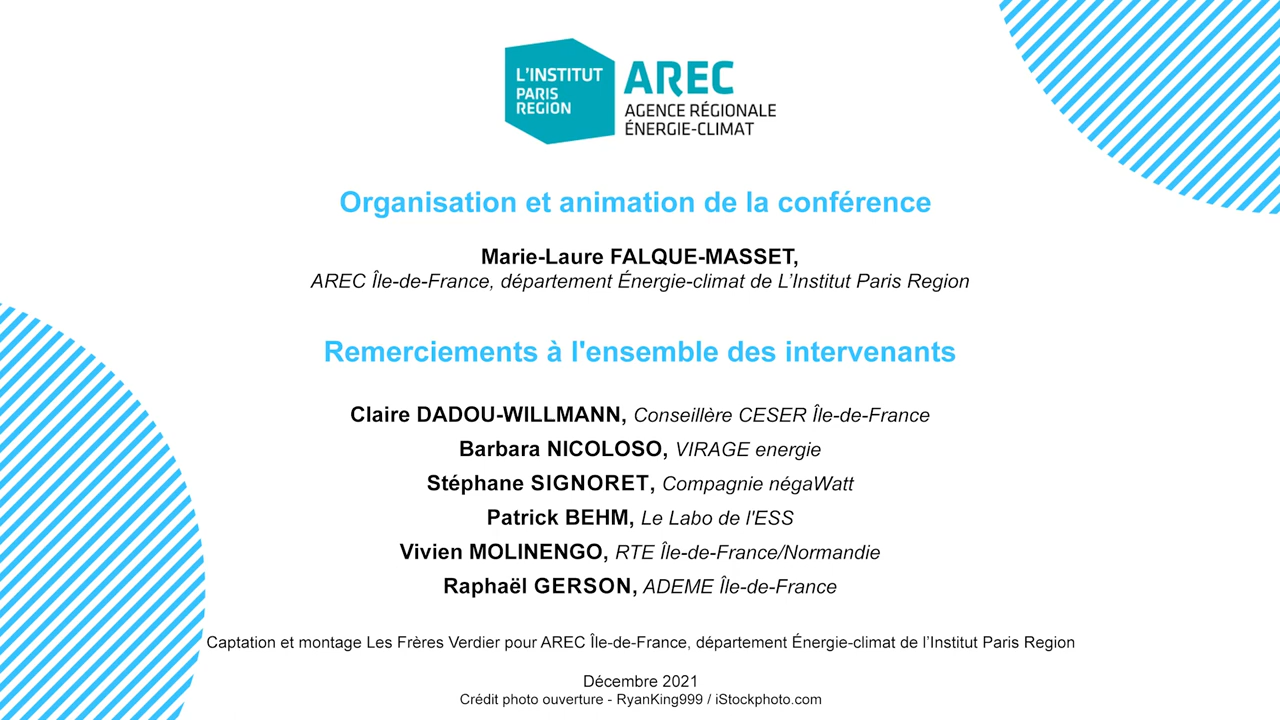 L'INSTITUT
PARIS
REGION
AREC
AGENCE RÉGIONALE
ÉNERGIE-CLIMAT
Organisation et animation de la conférence
Marie-Laure FALQUE-MASSET,
AREC Île-de-France, département Énergie-climat de L'Institut Paris Region
Remerciements à l'ensemble des intervenants
Claire DADOU-WILLMANN, Conseillère CESER Île-de-France
Barbara NICOLOSO, VIRAGE energie
Stéphane SIGNORET, Compagnie négaWatt
Patrick BEHM, Le Labo de l'ESS
Vivien MOLINENGO, RTE Île-de-France/Normandie
Raphaël GERSON, ADEME Île-de-France
Captation et montage Les Frères Verdier pour AREC Île-de-France, département Énergie-climat de l'Institut Paris Region
Décembre 2021
Crédit photo ouverture - RyanKing999 / iStockphoto.com